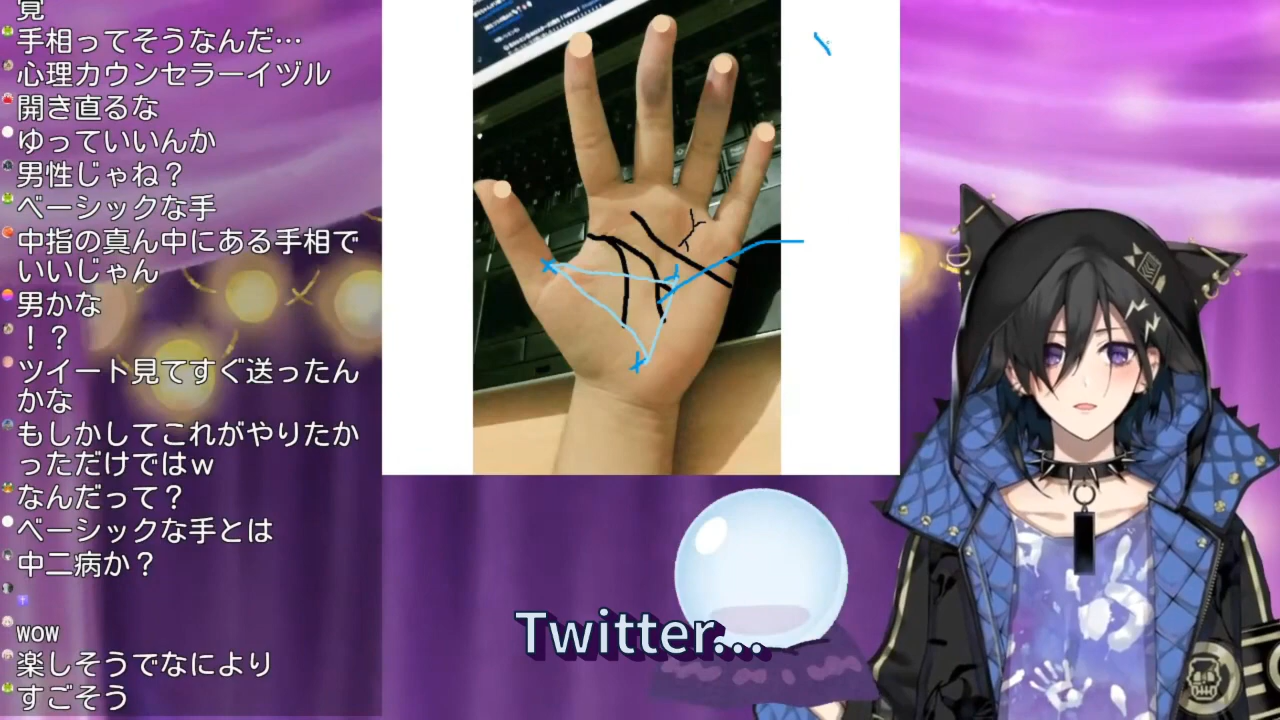 覚
手相ってそうなんだ…
心理カウンセラーイヅル
開き直るな
ゆっていいんか
男性じゃね？
ベーシックな手
中指の真ん中にある手相で
いいじゃん
男かな
！？
ツイート見てすぐ送ったん
かな
もしかしてこれがやりたか
っただけではｗ
なんだって？
ベーシックな手とは
中二病か？
wow
楽しそうでなにより
すごそう
Twitter...